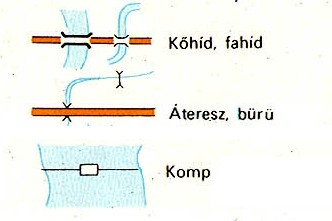 Kőhíd, fahíd
Áteresz, bürü
Komp